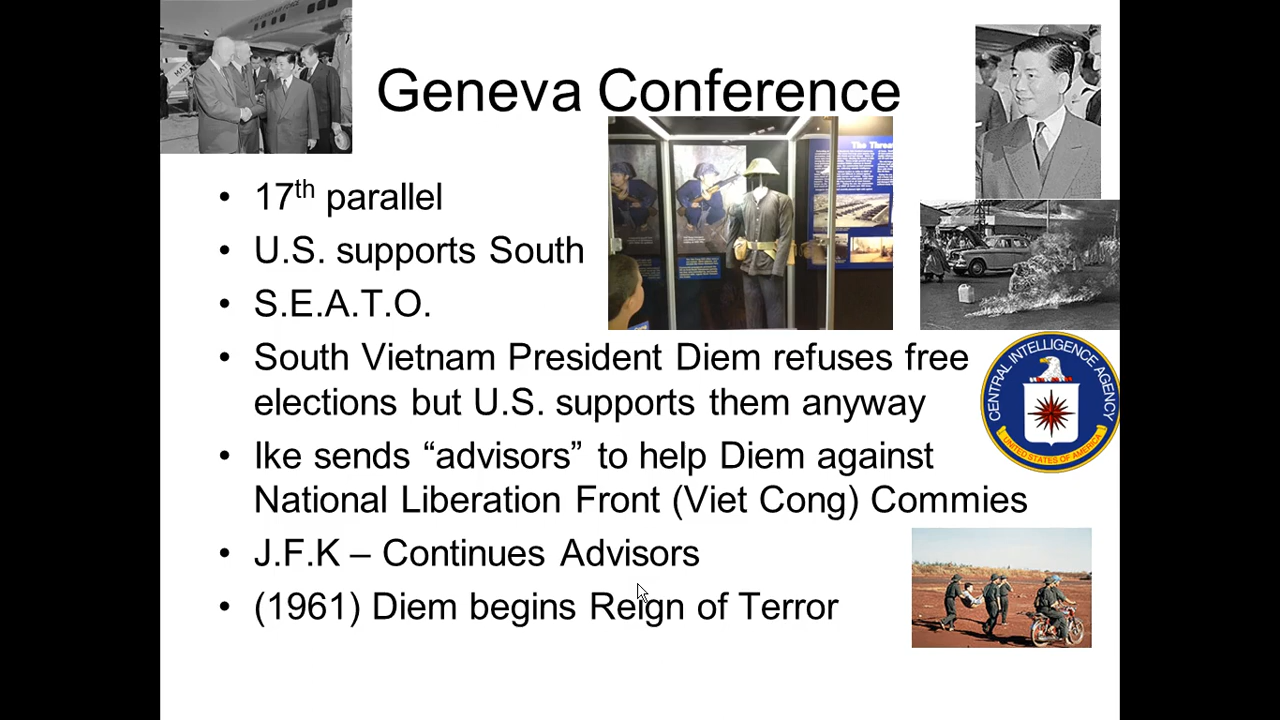 Geneva Conference
• 17th parallel
• U.S. supports South
• S.E.A.T.O.
• South Vietnam President Diem refuses free
elections but U.S. supports them anyway
• Ike sends “advisors” to help Diem against
National Liberation Front (Viet Cong) Commies
• J.F.K – Continues Advisors
• (1961) Diem begins Reign of Terror
The
CENTRAL INTELLIGENCE AGENCY
UNITED STATES OF AMERICA